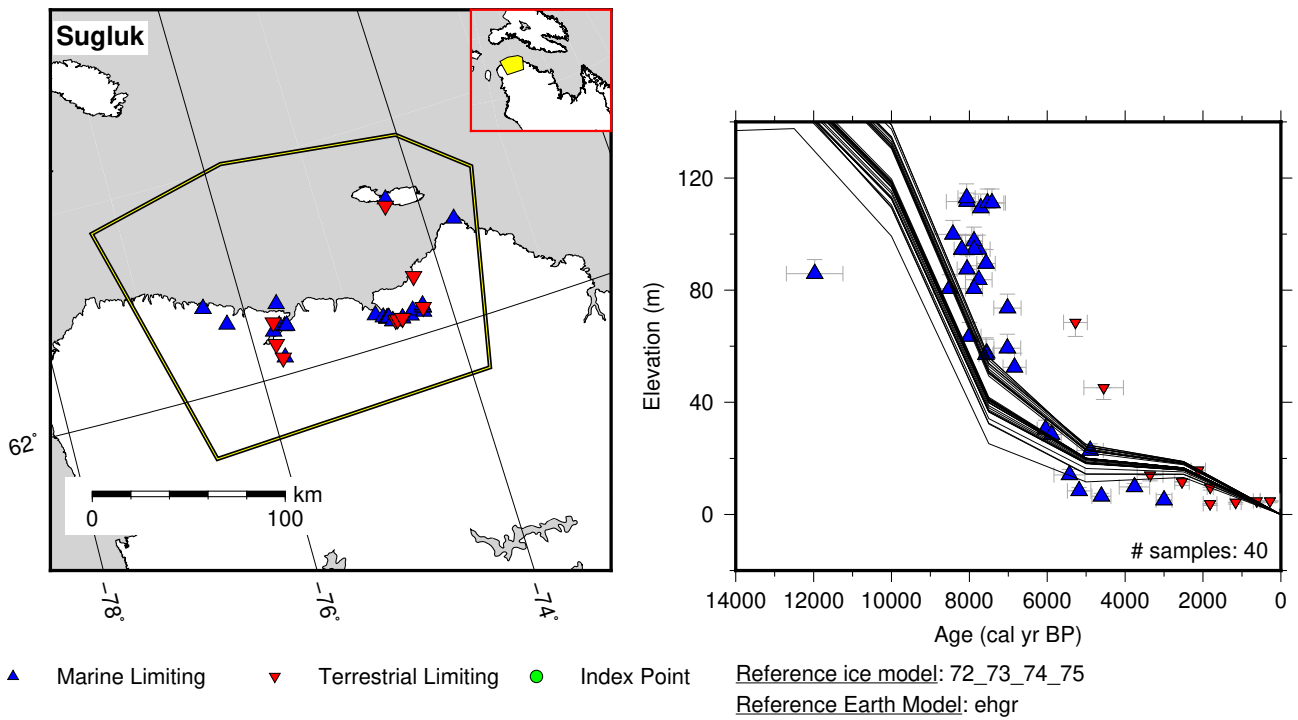 Sugluk
62°
-78°
-76°
-74°
km
0 100
Elevation (m)
120
80
40
0
# samples: 40
14000 12000 10000 8000 6000 4000 2000 0
Age (cal yr BP)
Marine Limiting Terrestrial Limiting Index Point
Reference ice model: 72_73_74_75
Reference Earth Model: ehgr